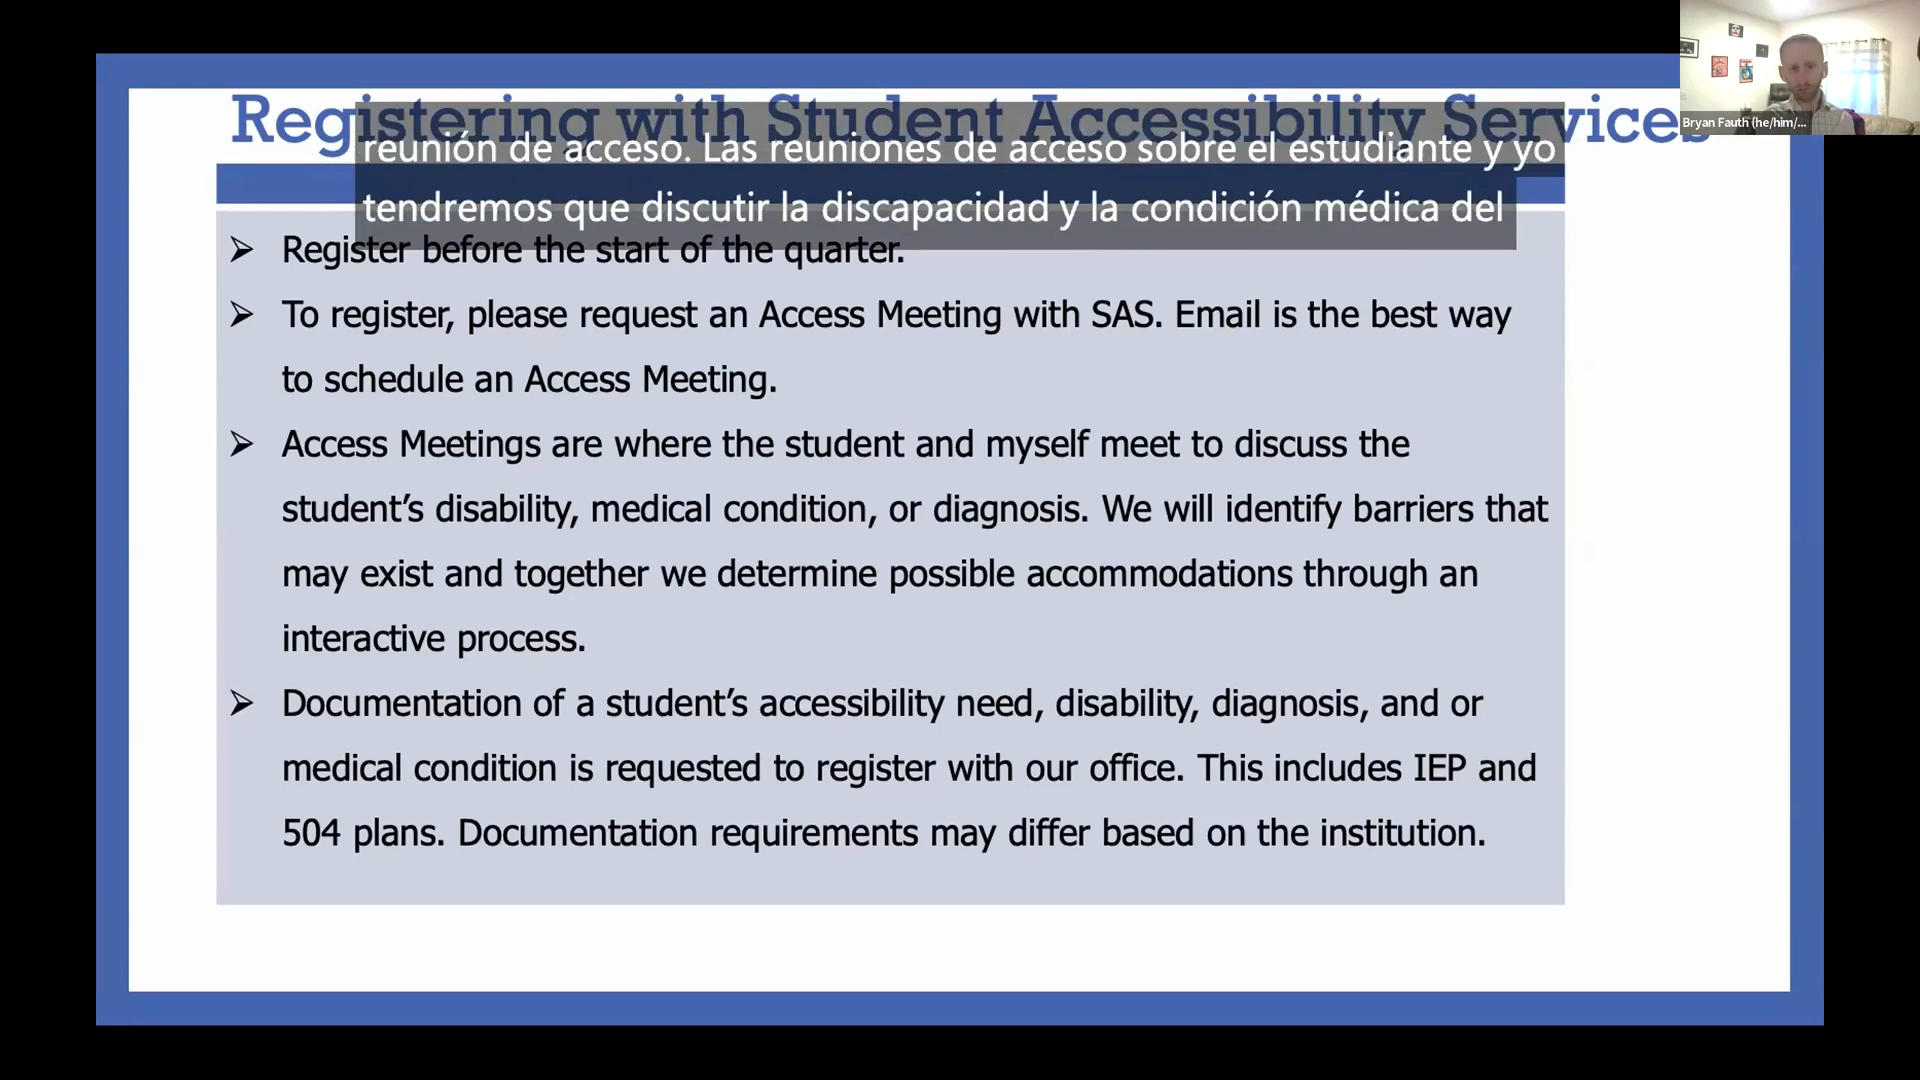 Registering with Student Accessibility Services
reunión de acceso. Las reuniones de acceso sobre el estudiante y yo
tendremos que discutir la discapacidad y la condición médica del
➢ Register before the start of the quarter.
➢ To register, please request an Access Meeting with SAS. Email is the best way
to schedule an Access Meeting.
➢ Access Meetings are where the student and myself meet to discuss the
student’s disability, medical condition, or diagnosis. We will identify barriers that
may exist and together we determine possible accommodations through an
interactive process.
➢ Documentation of a student’s accessibility need, disability, diagnosis, and or
medical condition is requested to register with our office. This includes IEP and
504 plans. Documentation requirements may differ based on the institution.
Bryan Fauth (he/him/...